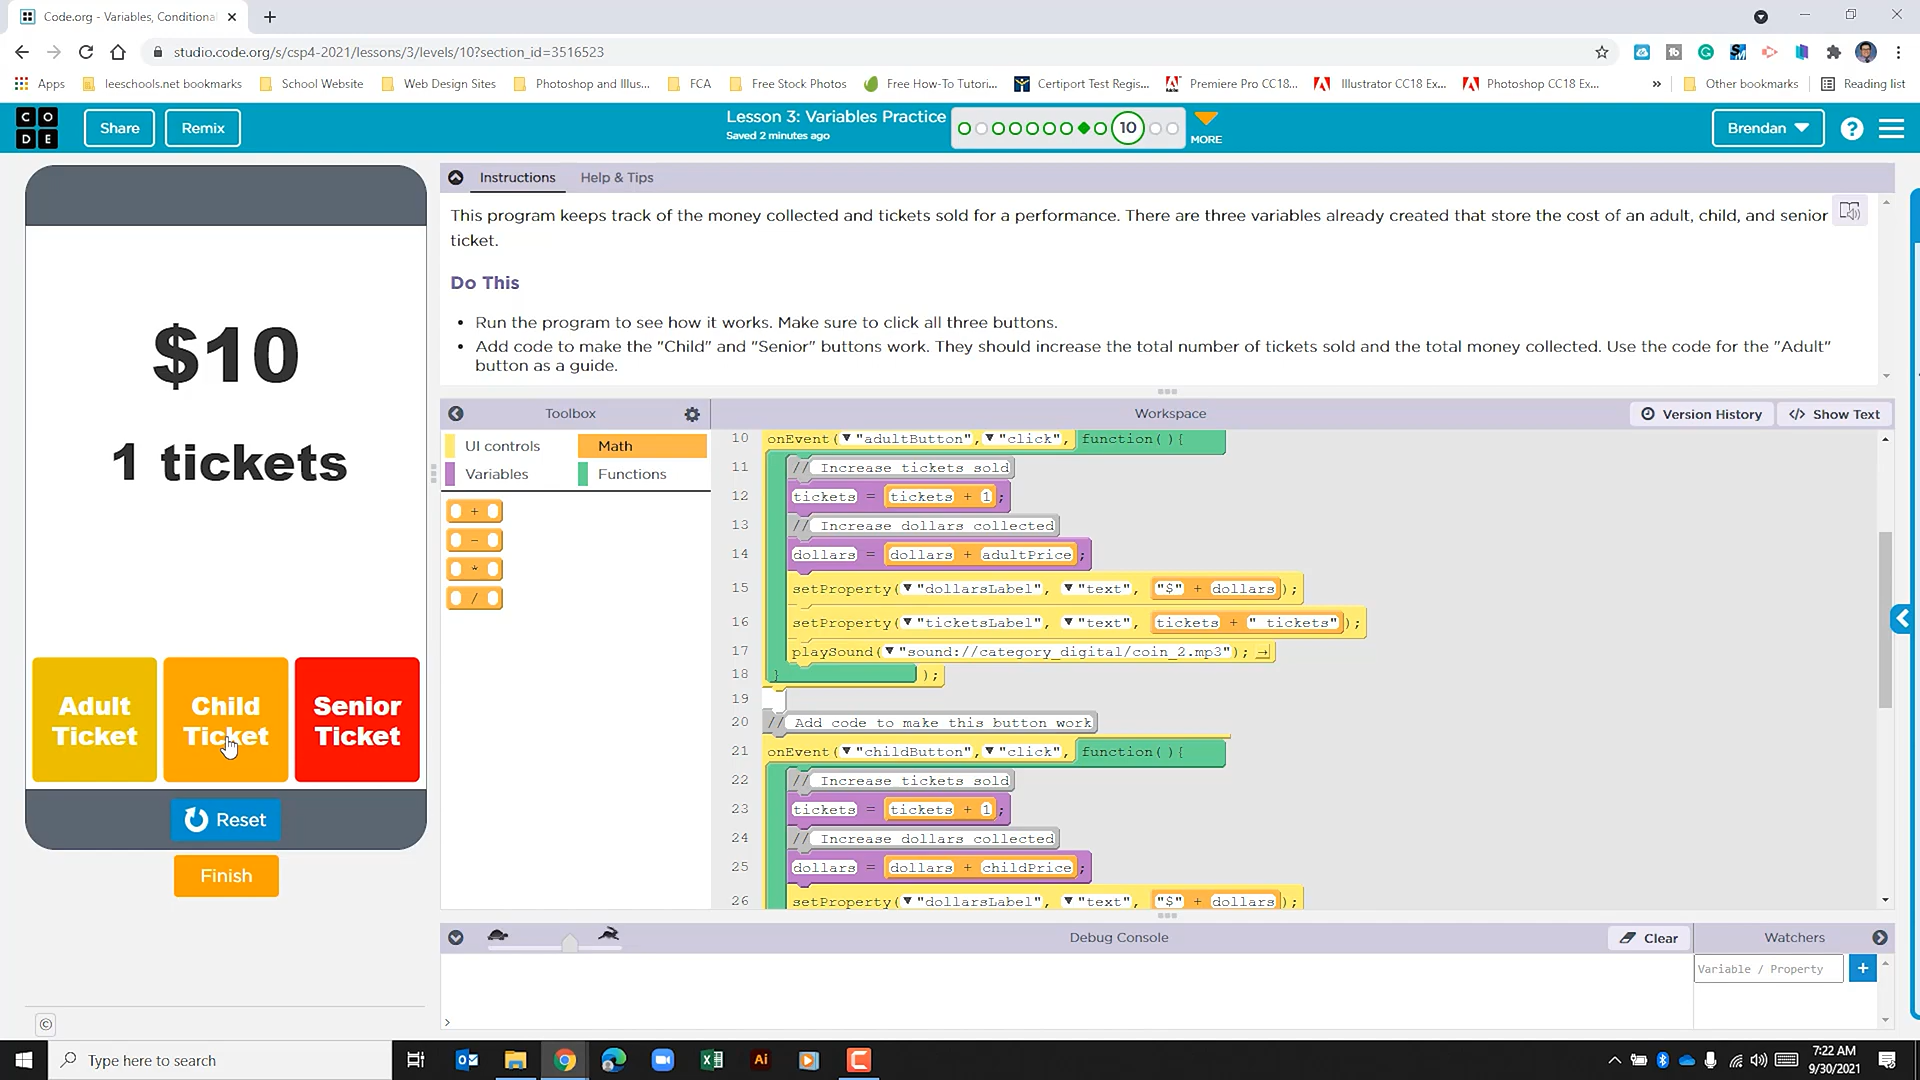 Code.org - Variables, Conditional
studio.code.org/s/csp4-2021/lessons/3/levels/10?section_id=3516523
Apps leeschools.net bookmarks School Website Web Design Sites Photoshop and Illus... FCA Free Stock Photos Free How-To Tutori... Certiport Test Regis... Premiere Pro CC18... Illustrator CC18 Ex... Photoshop CC18 Ex... » Other bookmarks Reading list
CO
DE
Share Remix
Lesson 3: Variables Practice
Saved 2 minutes ago
10
MORE
Brendan
?
$10
1 tickets
Adult
Ticket
Child
Ticket
Senior
Ticket
Reset
Finish
Instructions Help & Tips
This program keeps track of the money collected and tickets sold for a performance. There are three variables already created that store the cost of an adult, child, and senior
ticket.
Do This
• Run the program to see how it works. Make sure to click all three buttons.
• Add code to make the "Child" and "Senior" buttons work. They should increase the total number of tickets sold and the total money collected. Use the code for the "Adult"
button as a guide.
Toolbox
UI controls Math
Variables Functions
+
-
*
/
Workspace Version History </> Show Text
10 onEvent( "adultButton", "click", function( ){
11 // Increase tickets sold
12 tickets = tickets + 1 ;
13 // Increase dollars collected
14 dollars = dollars + adultPrice ;
15 setProperty( "dollarsLabel", "text", "$" + dollars );
16 setProperty( "ticketsLabel", "text", tickets + " tickets" );
17 playSound( "sound://category_digital/coin_2.mp3"); →
18 } );
19
20 // Add code to make this button work
21 onEvent( "childButton", "click", function( ){
22 // Increase tickets sold
23 tickets = tickets + 1 ;
24 // Increase dollars collected
25 dollars = dollars + childPrice ;
26 setProperty( "dollarsLabel", "text", "$" + dollars );
Debug Console Clear Watchers
Variable / Property +
>
©
Type here to search
Ai
7:22 AM
9/30/2021